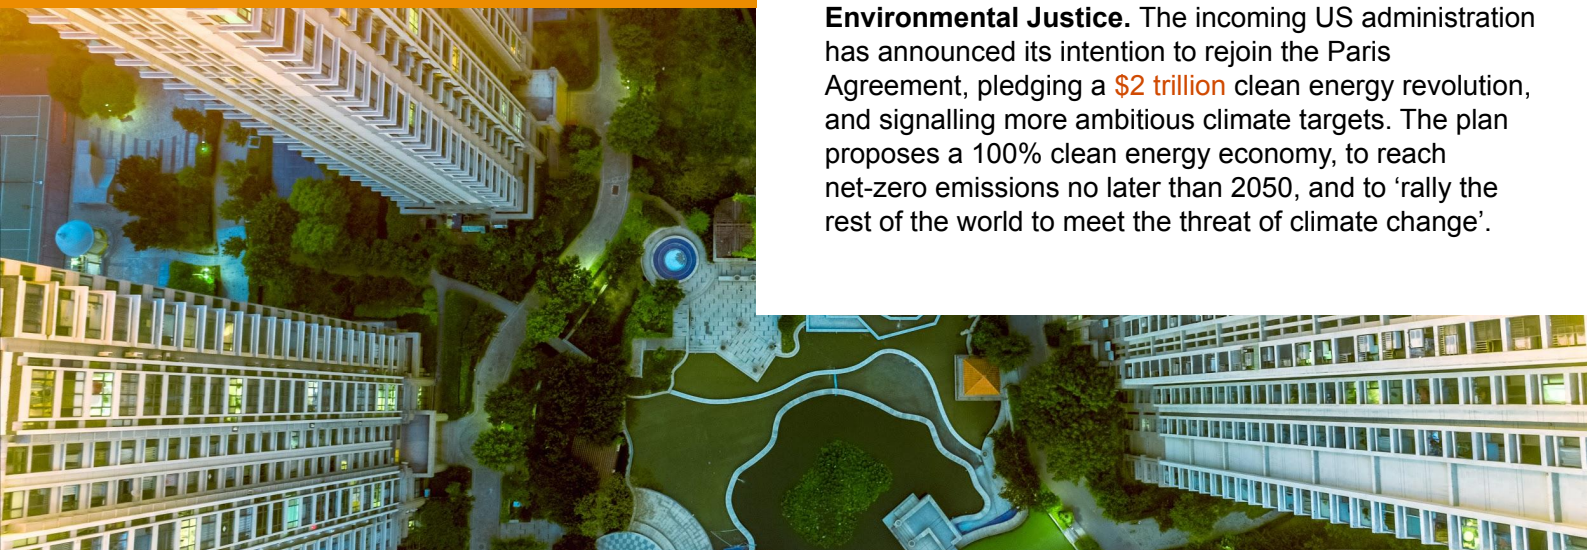 Environmental Justice. The incoming US administration
has announced its intention to rejoin the Paris
Agreement, pledging a $2 trillion clean energy revolution,
and signalling more ambitious climate targets. The plan
proposes a 100% clean energy economy, to reach
net-zero emissions no later than 2050, and to ‘rally the
rest of the world to meet the threat of climate change’.